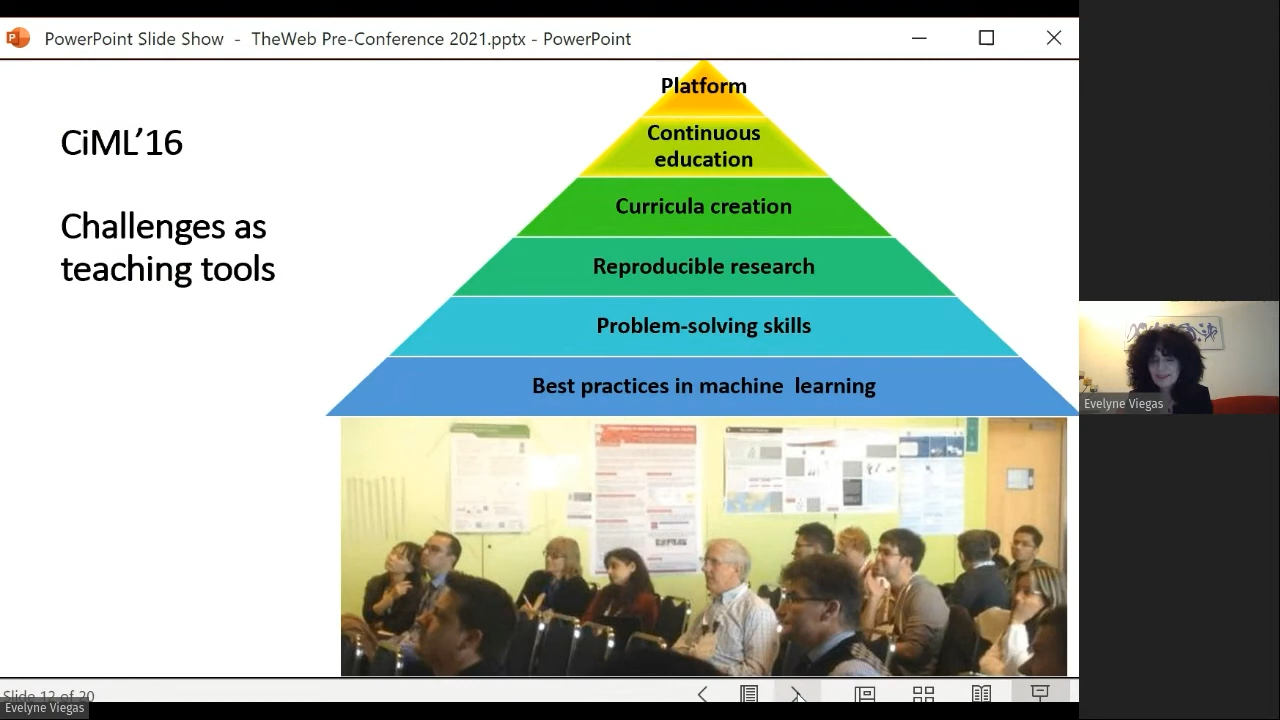 PowerPoint Slide Show - TheWeb Pre-Conference 2021.pptx - PowerPoint
CiML’16
Challenges as
teaching tools
Platform
Continuous
education
Curricula creation
Reproducible research
Problem-solving skills
Best practices in machine learning
Evelyne Viegas
Slide 12 of 20
Evelyne Viegas